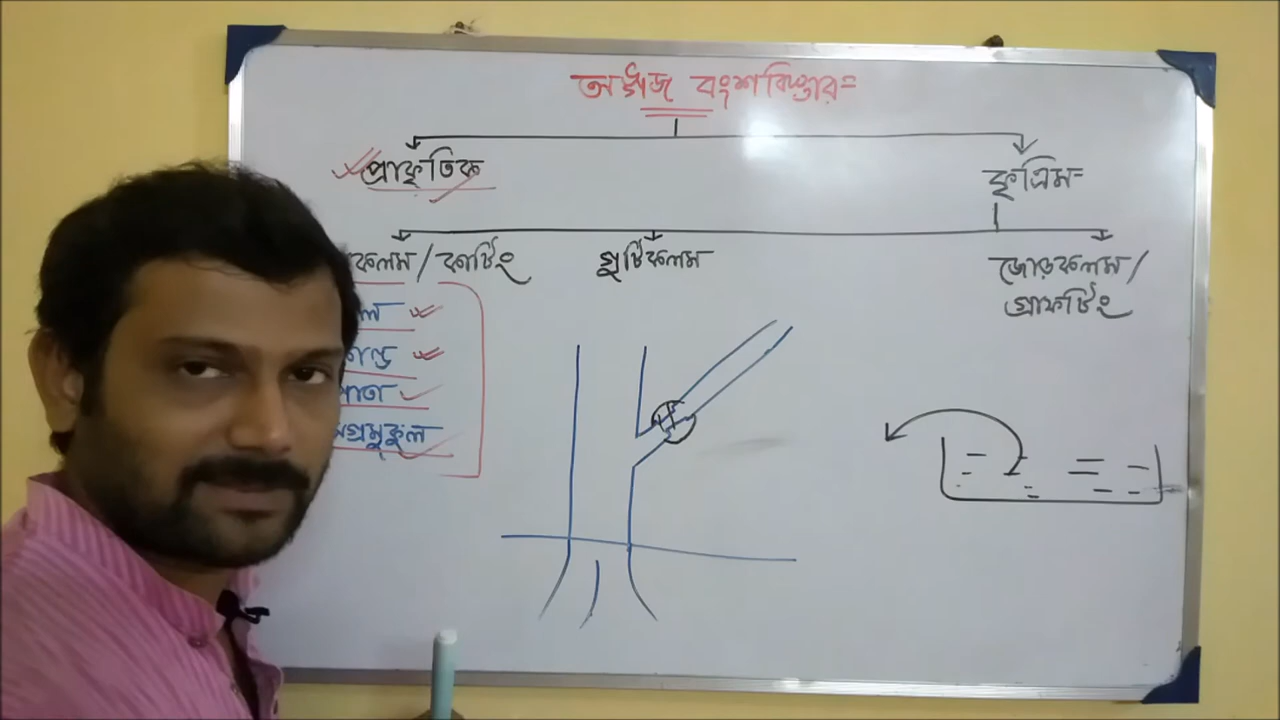 অঙ্গজ বংশবিস্তার=
প্রাকৃতিক
কৃত্রিম=
কলম/কাটিং
গুটিকলম
জোড়কলম/
গ্রাফটিং
পাতা